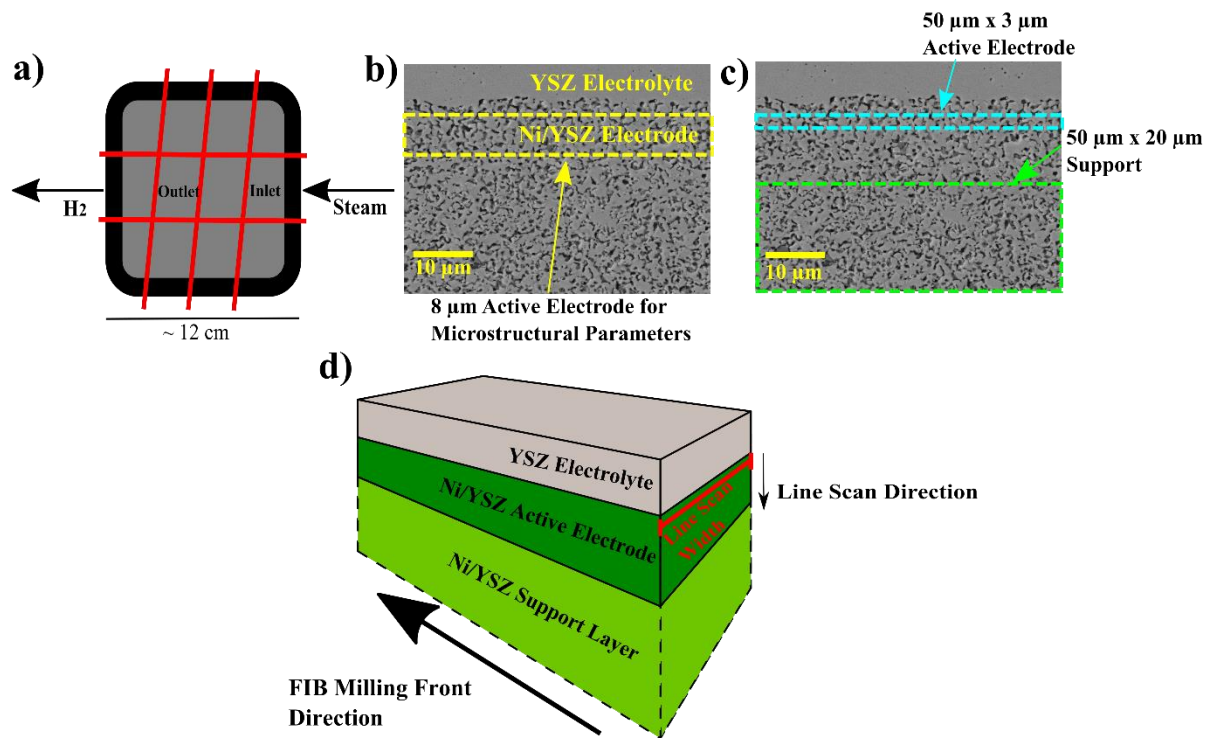 a)
Outlet
Inlet
H2
Steam
~ 12 cm
b)
YSZ Electrolyte
Ni/YSZ Electrode
10 µm
8 µm Active Electrode for
Microstructural Parameters
50 µm x 3 µm
Active Electrode
c)
50 µm x 20 µm
Support
10 µm
d)
YSZ Electrolyte
Ni/YSZ Active Electrode
Ni/YSZ Support Layer
Line Scan
Width
Line Scan Direction
FIB Milling Front
Direction